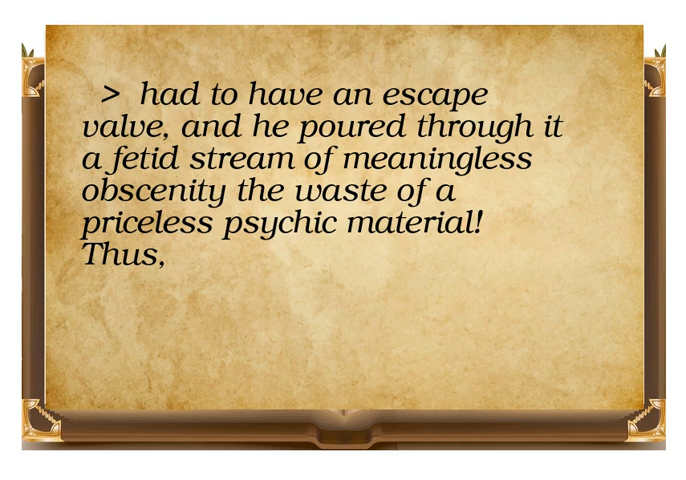 > had to have an escape
valve, and he poured through it
a fetid stream of meaningless
obscenity the waste of a
priceless psychic material!
Thus,